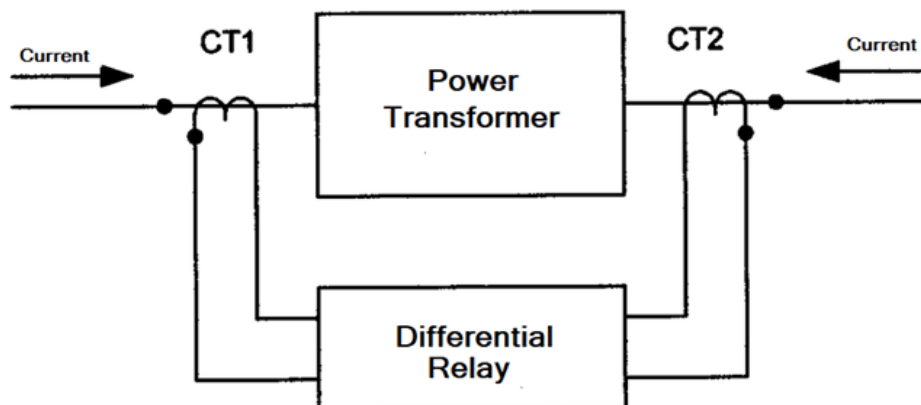 Current
CT1
Power
Transformer
CT2
Current
Differential
Relay